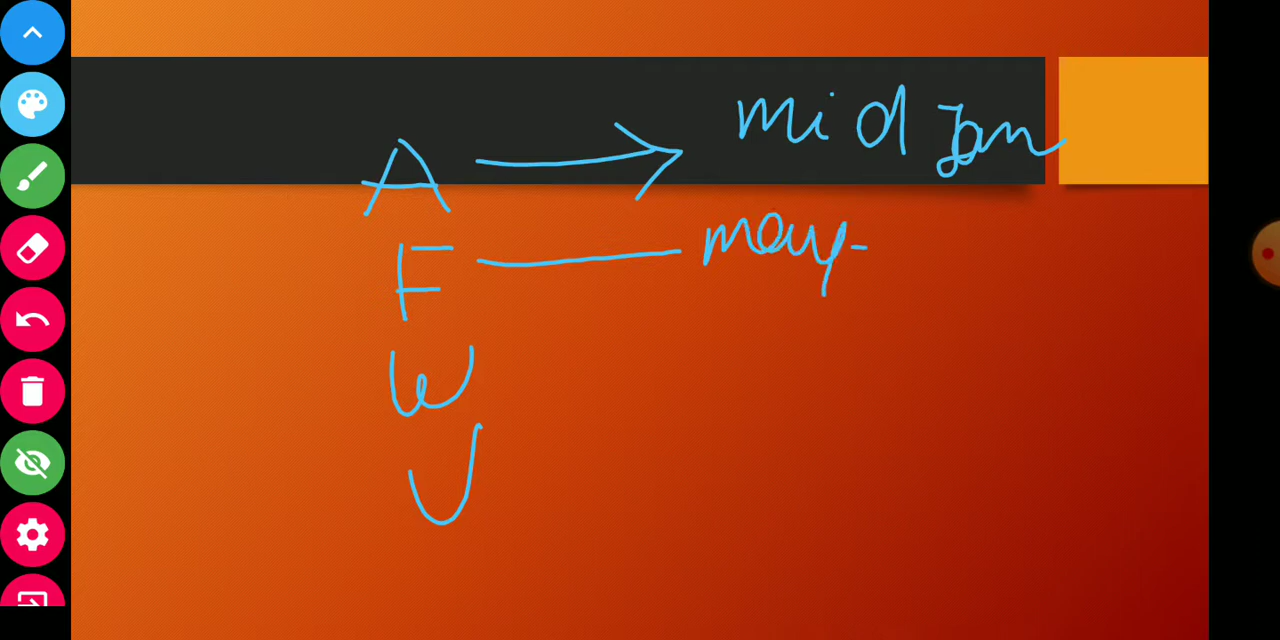 A → mid Jan
F — may-
W
J